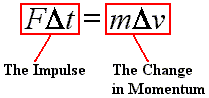 FΔt = mΔv
The Impulse
The Change
in Momentum